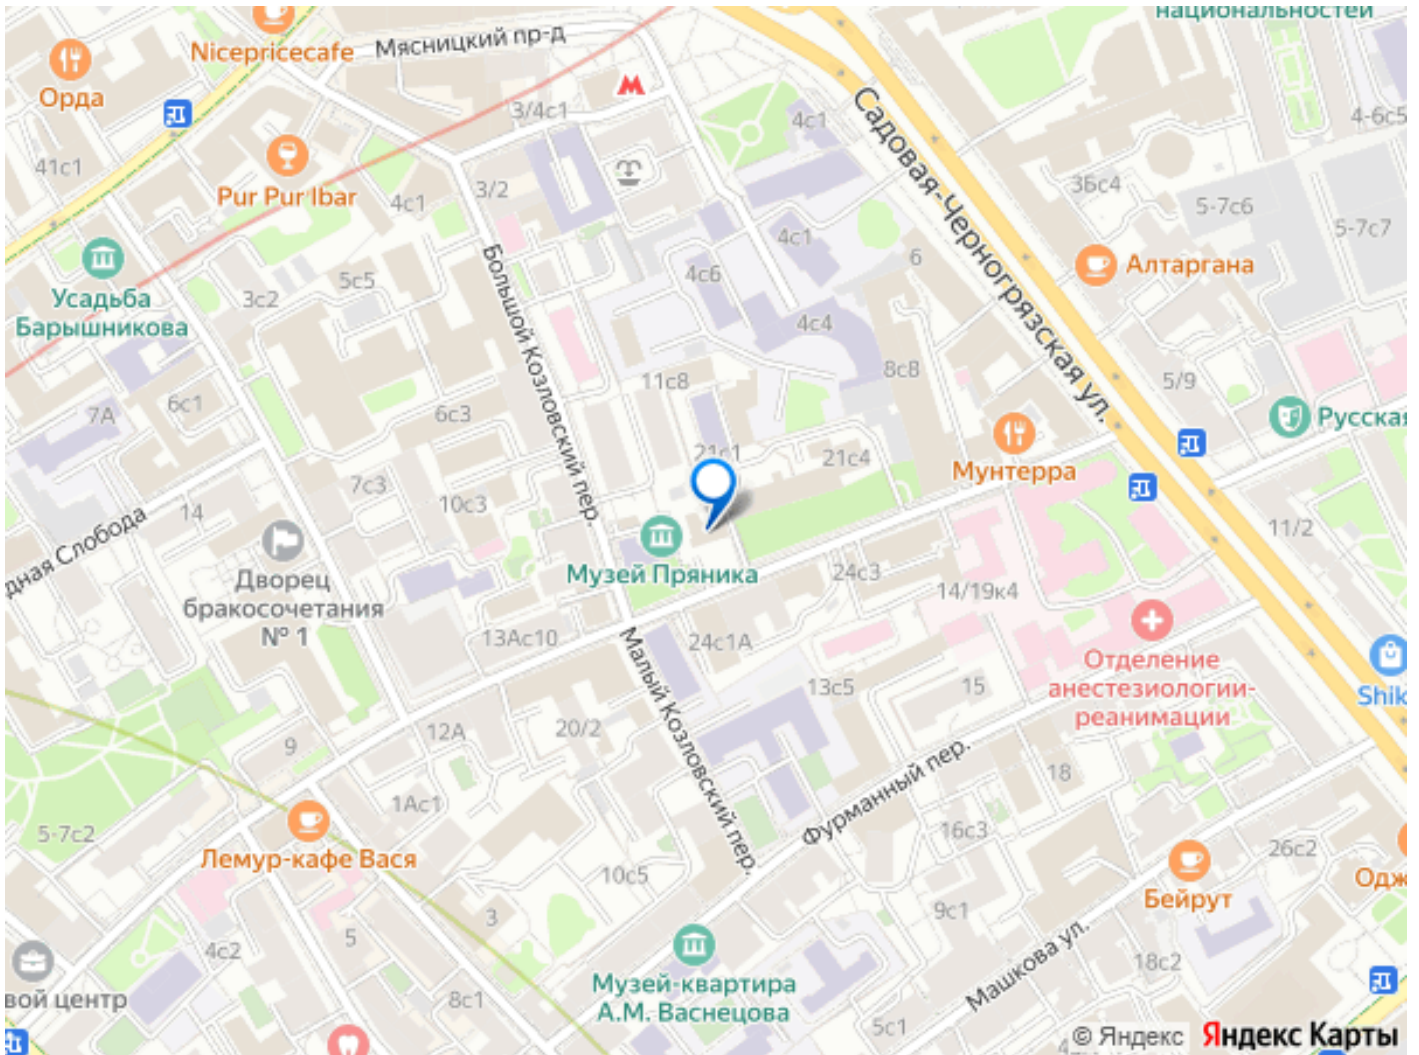 национальностей
Nicepricecafe
Мясницкий пр-д
Орда
3/4с1
4с1
4-6с5
Садовая-Черногрязская ул.
41с1
Pur Pur Ibar
4с1
3/2
3Бс4
5-7с6
5-7с7
4с1
Большой Козловский пер.
6
Алтаргана
Усадьба
Барышникова
3с2
5с5
4с6
4с4
8с8
5/9
11с8
7А
6с1
6с3
Русская
Мунтерра
21с1
21с4
7с3
10с3
14
11/2
дная Слобода
Дворец
бракосочетания
№ 1
Музей Пряника
24с3
14/19к4
13Ас10
24с1А
Малый Козловский пер.
Отделение
анестезиологии-
реанимации
13с5
15
Shik
12А
20/2
9
Фурманный пер.
18
1Ас1
5-7с2
16с3
Лемур-кафе Вася
26с2
10с5
Бейрут
Одж
3
9с1
5
4с2
Машкова ул.
18с2
Музей-квартира
А.М. Васнецова
вой центр
8с1
5с1
© Яндекс
Яндекс Карты